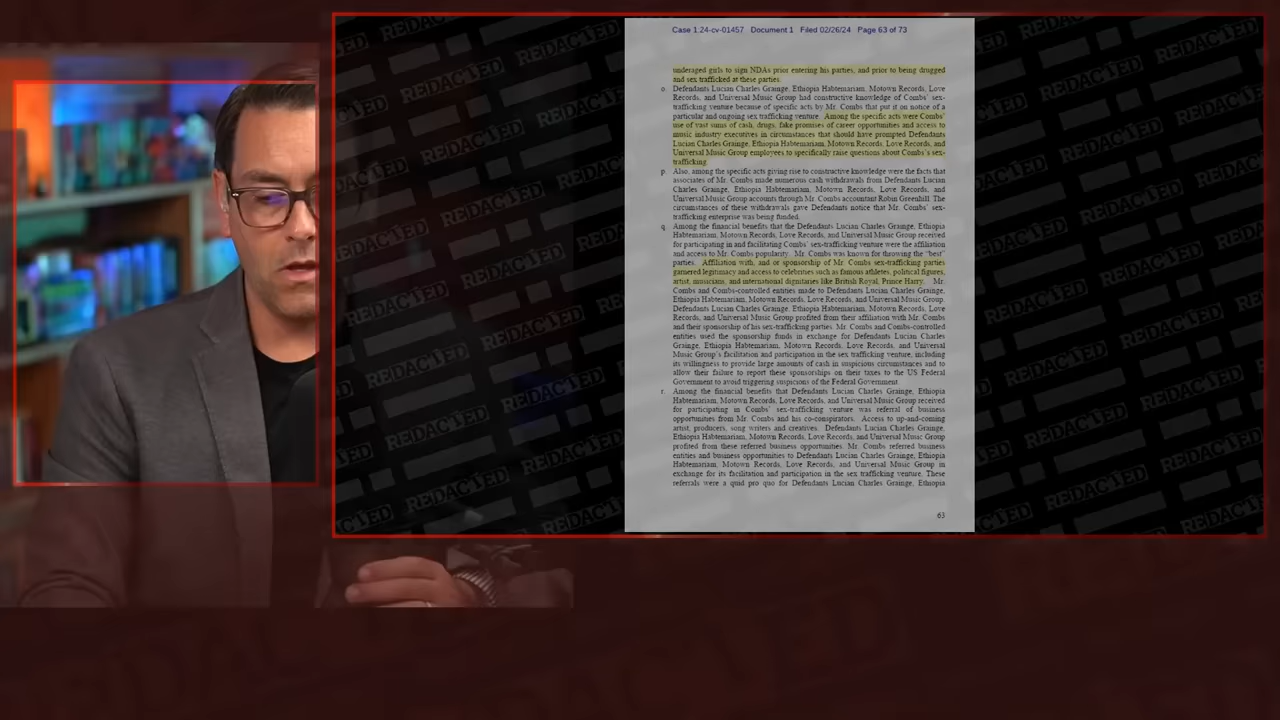 Case 1:24-cv-01457 Document 1 Filed 02/26/24 Page 63 of 73
underaged girls to sign NDAs prior entering his parties, and prior to being drugged
and sex trafficked at these parties.
o. Defendants Lucian Charles Grainge, Ethiopia Habtemariam, Motown Records, Love
Records, and Universal Music Group had constructive knowledge of Combs' sex-
trafficking venture because of specific acts by Mr. Combs that put it on notice of a
particular and ongoing sex trafficking venture. Among the specific acts were Combs'
use of vast sums of cash, drugs, fake promises of career opportunities and access to
music industry executives in circumstances that should have prompted Defendants
Lucian Charles Grainge, Ethiopia Habtemariam, Motown Records, Love Records, and
Universal Music Group employees to specifically raise questions about Combs's sex-
trafficking
p. Also, among the specific acts giving rise to constructive knowledge were the facts that
associates of Mr. Combs made numerous cash withdrawals from Defendants Lucian
Charles Grainge, Ethiopia Habtemariam, Motown Records, Love Records, and
Universal Music Group accounts through Mr. Combs accountant Robin Greenhill. The
circumstances of these withdrawals gave Defendants notice that Mr. Combs' sex-
trafficking enterprise was being funded.
q. Among the financial benefits that the Defendants Lucian Charles Grainge, Ethiopia
Habtemariam, Motown Records, Love Records, and Universal Music Group received
for participating in and facilitating Combs' sex-trafficking venture were the affiliation
and access to Mr. Combs popularity. Mr. Combs was known for throwing the "best"
parties. Affiliation with, and or sponsorship of Mr. Combs sex-trafficking parties
garnered legitimacy and access to celebrities such as famous athletes, political figures,
artist, musicians, and international dignitaries like British Royal, Prince Harry. Mr.
Combs and Combs-controlled entities made to Defendants Lucian Charles Grainge,
Ethiopia Habtemariam, Motown Records, Love Records, and Universal Music Group.
Defendants Lucian Charles Grainge, Ethiopia Habtemariam, Motown Records, Love
Records, and Universal Music Group profited from their affiliation with Mr. Combs
and their sponsorship of his sex-trafficking parties. Mr. Combs and Combs-controlled
entities used the sponsorship funds in exchange for Defendants Lucian Charles
Grainge, Ethiopia Habtemariam, Motown Records, Love Records, and Universal
Music Group's facilitation and participation in the sex trafficking venture, including
its willingness to provide large amounts of cash in suspicious circumstances and to
allow their failure to report these sponsorships on their taxes to the US Federal
Government to avoid triggering suspicions of the Federal Government.
r. Among the financial benefits that Defendants Lucian Charles Grainge, Ethiopia
Habtemariam, Motown Records, Love Records, and Universal Music Group received
for participating in Combs' sex-trafficking venture was referral of business
opportunities from Mr. Combs and his co-conspirators. Access to up-and-coming
artist, producers, song writers and creatives. Defendants Lucian Charles Grainge,
Ethiopia Habtemariam, Motown Records, Love Records, and Universal Music Group
profited from these referred business opportunities. Mr. Combs referred business
entities and business opportunities to Defendants Lucian Charles Grainge, Ethiopia
Habtemariam, Motown Records, Love Records, and Universal Music Group in
exchange for its facilitation and participation in the sex trafficking venture. These
referrals were a quid pro quo for Defendants Lucian Charles Grainge, Ethiopia
63
REDACTED